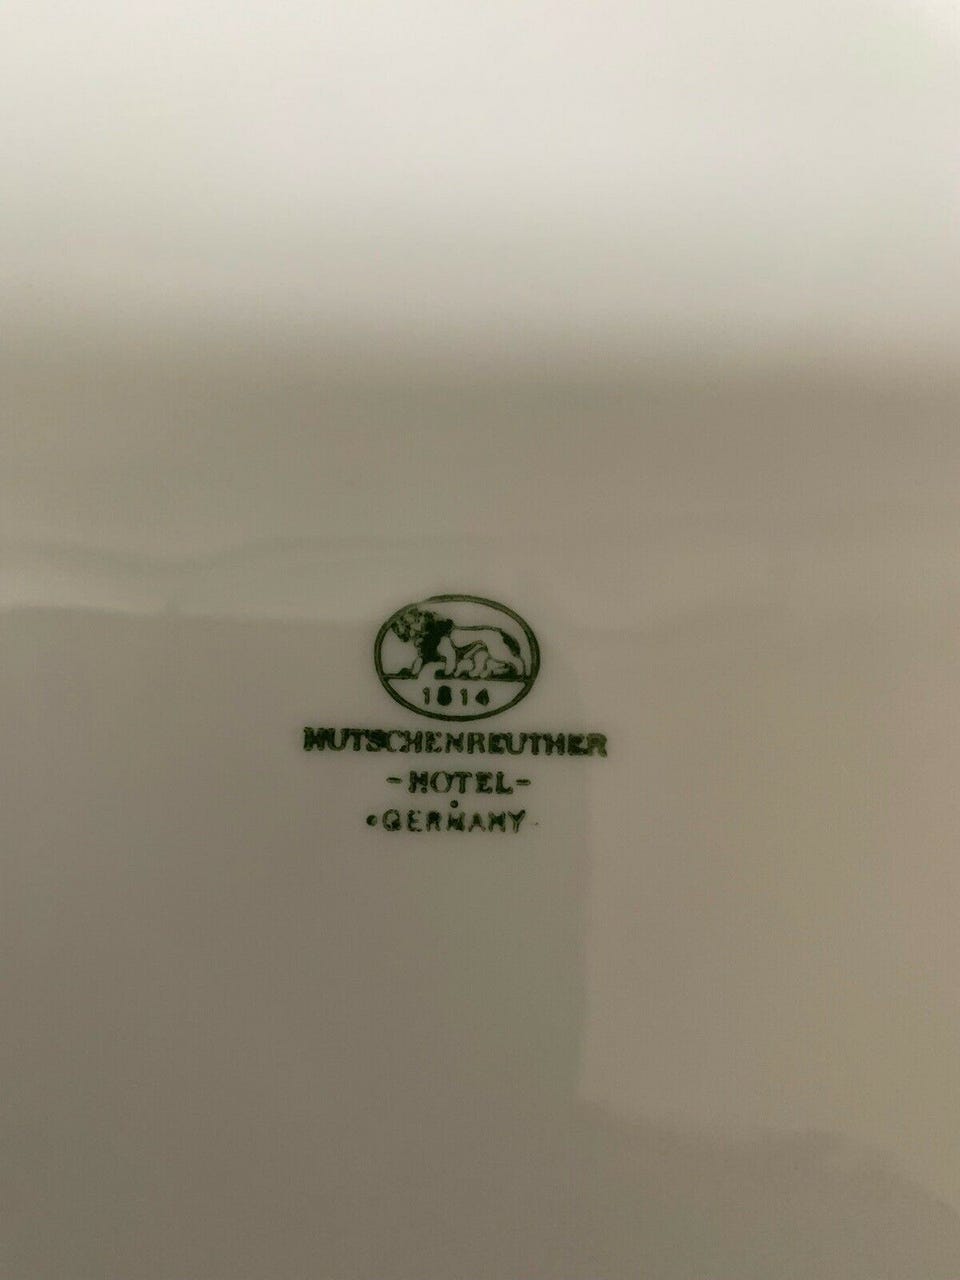 1814
HUTSCHENREUTHER
-HOTEL-
GERMANY